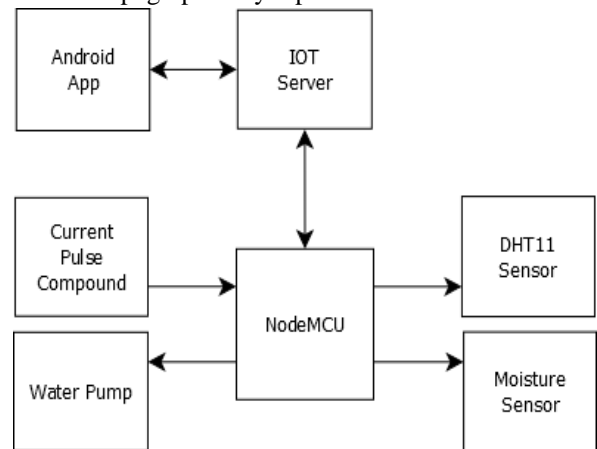 Android
App
IOT
Server
Current
Pulse
Compound
DHT11
Sensor
NodeMCU
Water Pump
Moisture
Sensor